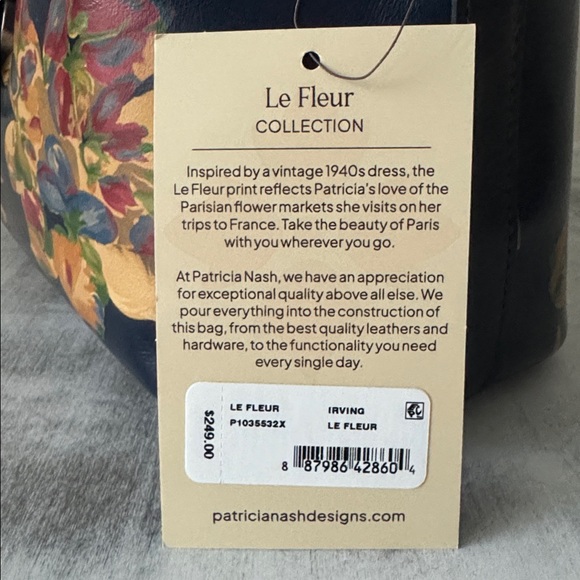 Le Fleur
COLLECTION
Inspired by a vintage 1940s dress, the
Le Fleur print reflects Patricia's love of the
Parisian flower markets she visits on her
trips to France. Take the beauty of Paris
with you wherever you go.
At Patricia Nash, we have an appreciation
for exceptional quality above all else. We
pour everything into the construction of
this bag, from the best quality leathers and
hardware, to the functionality you need
every single day.
$249.00
LE FLEUR
P1035532X
IRVING
LE FLEUR
8 87986 42860 4
patricianashdesigns.com